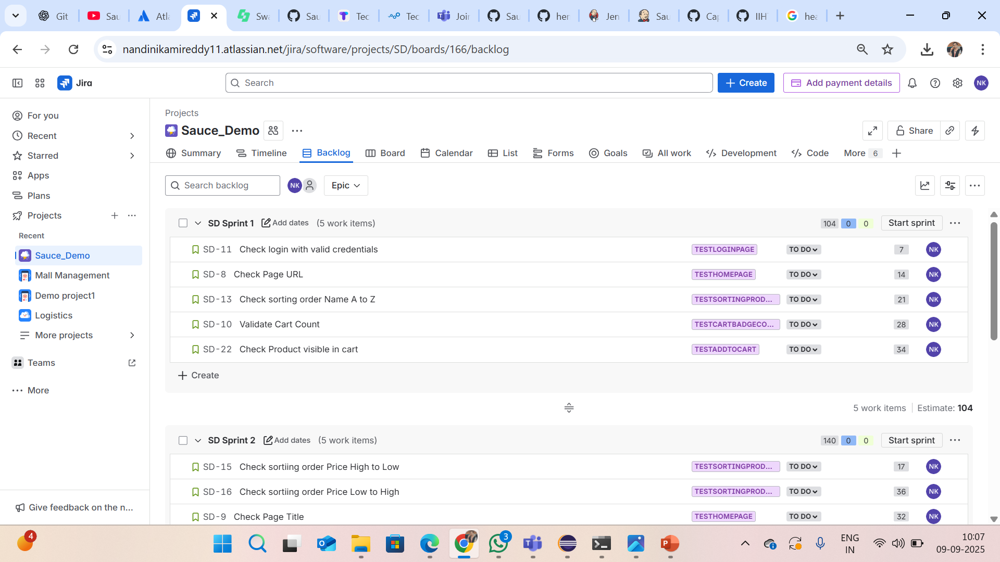 Git
Sau
Atla
Swa
Sau
Tec
Tec
Join
Sau
her
Jen
Sau
Cap
IIHT
hea
nandinikamireddy11.atlassian.net/jira/software/projects/SD/boards/166/backlog
Jira
Search
Create
Add payment details
NK
For you
Recent
Starred
Apps
Plans
Projects
Recent
Sauce_Demo
Mall Management
Demo project1
Logistics
More projects
Teams
More
Give feedback on the n...
Projects
Sauce_Demo
Share
Summary
Timeline
Backlog
Board
Calendar
List
Forms
Goals
All work
Development
Code
More 6
Search backlog
NK
Epic
SD Sprint 1 Add dates (5 work items) 104 0 0 Start sprint
SD-11 Check login with valid credentials TESTLOGINPAGE TO DO 7 NK
SD-8 Check Page URL TESTHOMEPAGE TO DO 14 NK
SD-13 Check sorting order Name A to Z TESTSORTINGPROD... TO DO 21 NK
SD-10 Validate Cart Count TESTCARTBADGECO... TO DO 28 NK
SD-22 Check Product visible in cart TESTADDTOCART TO DO 34 NK
Create
5 work items Estimate: 104
SD Sprint 2 Add dates (5 work items) 140 0 0 Start sprint
SD-15 Check sortiing order Price High to Low TESTSORTINGPROD... TO DO 17 NK
SD-16 Check sortiing order Price Low to High TESTSORTINGPROD... TO DO 36 NK
SD-9 Check Page Title TESTHOMEPAGE TO DO 32 NK
4
3
ENG
IN
10:07
09-09-2025